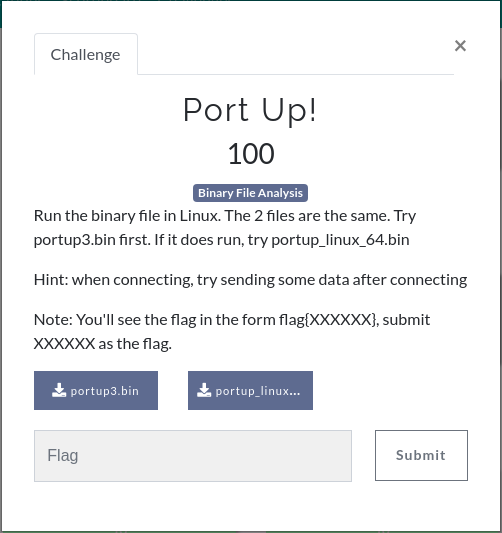 Challenge
×
Port Up!
100
Binary File Analysis
Run the binary file in Linux. The 2 files are the same. Try
portup3.bin first. If it does run, try portup_linux_64.bin
Hint: when connecting, try sending some data after connecting
Note: You'll see the flag in the form flag{XXXXXX}, submit
XXXXXX as the flag.
portup3.bin
portup_linux...
Flag
Submit